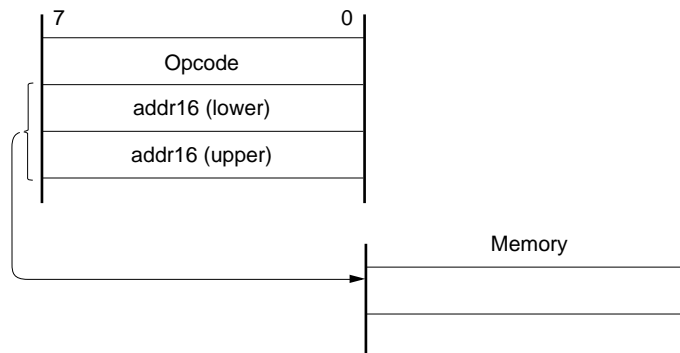 7 0
Opcode
addr16 (lower)
addr16 (upper)
Memory